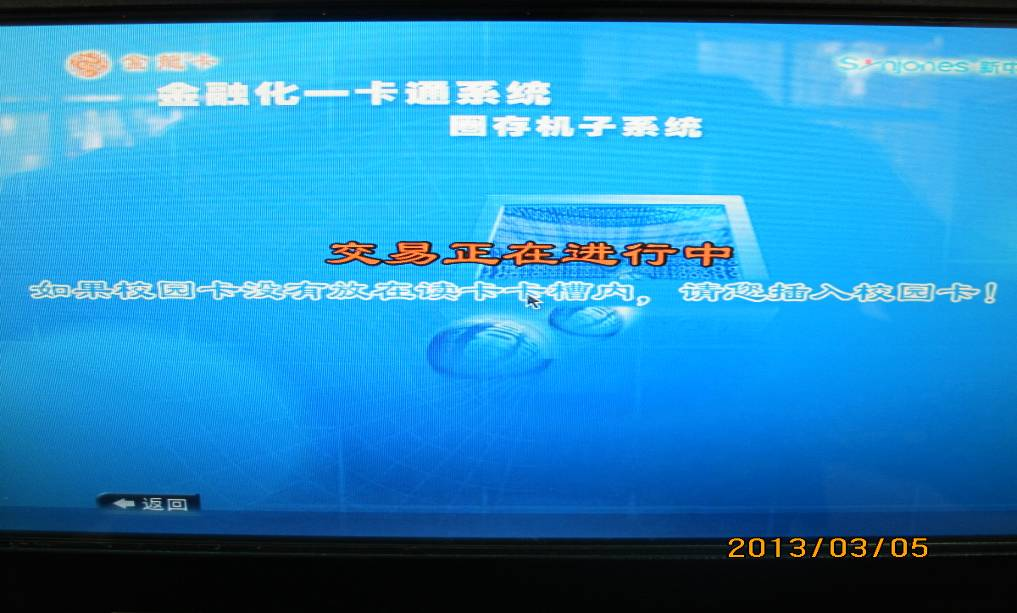 金龍卡
Synjones 新中
金融化一卡通系统
圈存机子系统
交易正在进行中
如果校园卡没有放在读卡卡槽内，请您插入校园卡！
返回
2013/03/05